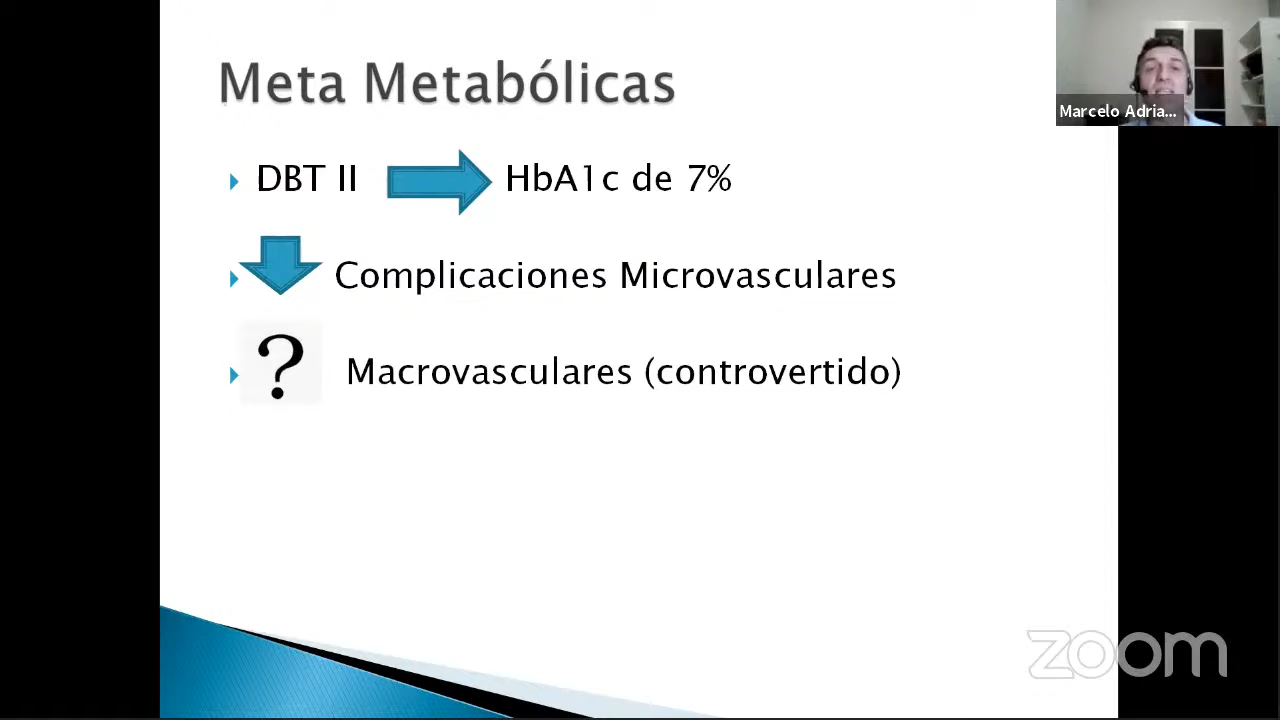 Meta Metabólicas
Marcelo Adria...
DBT II HbA1c de 7%
Complicaciones Microvasculares
? Macrovasculares (controvertido)
zoom